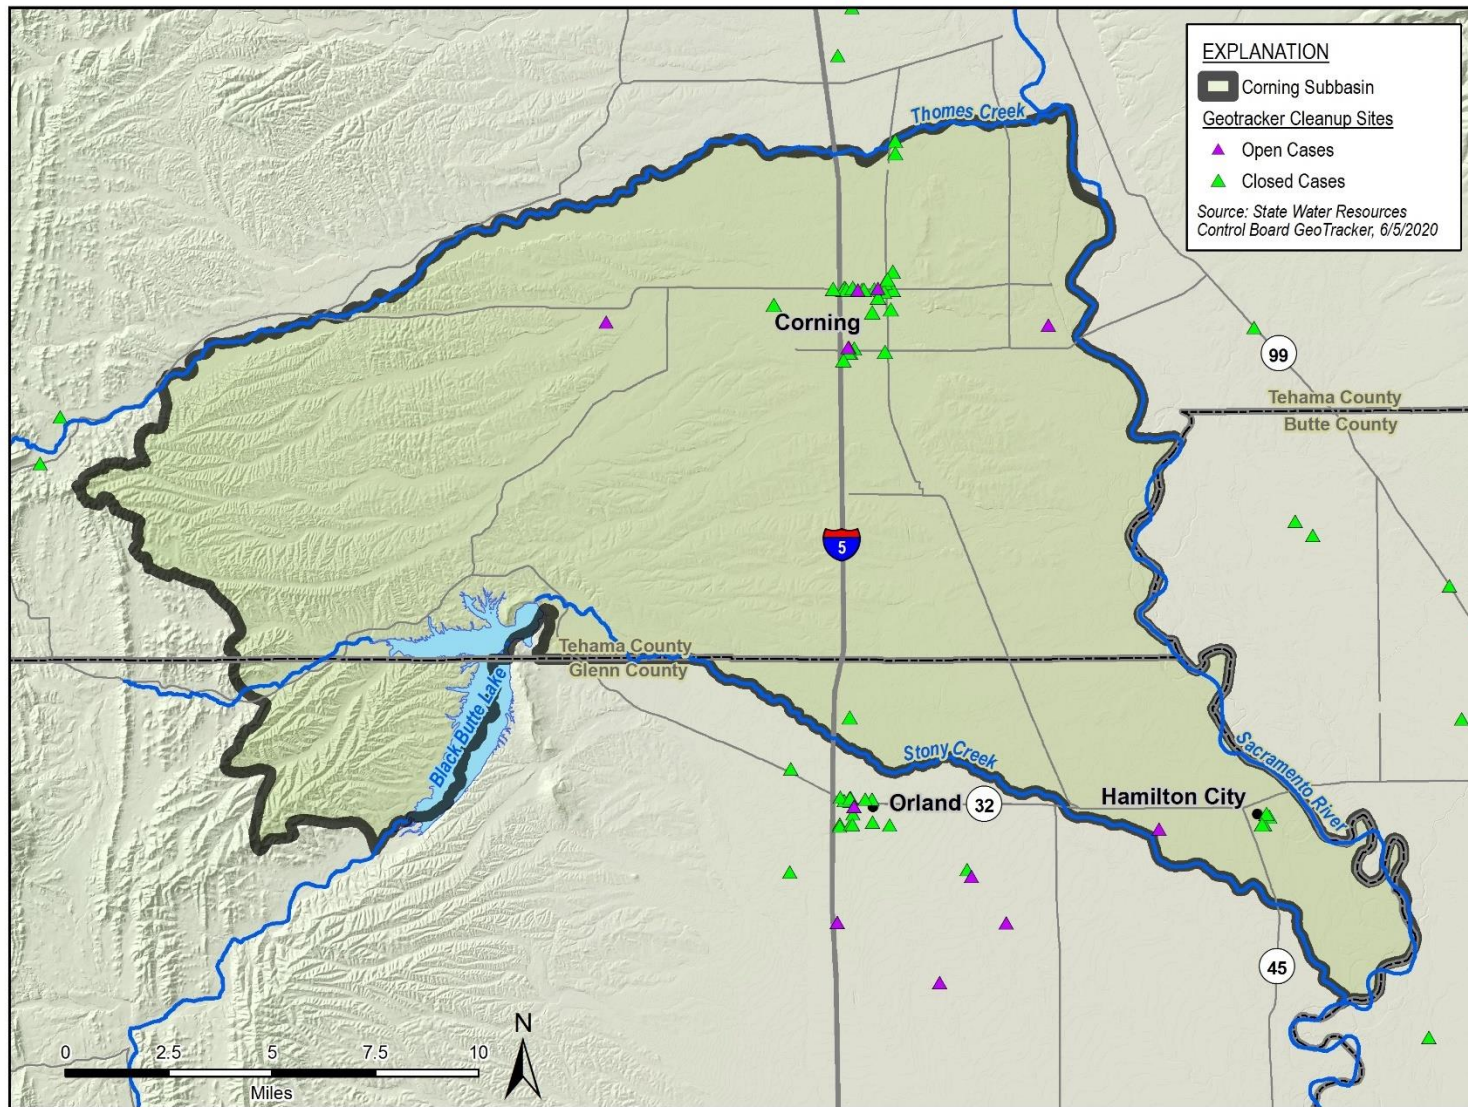 EXPLANATION
Corning Subbasin
Geotracker Cleanup Sites
Open Cases
Closed Cases
Source: State Water Resources
Control Board GeoTracker, 6/5/2020
Thomes Creek
Corning
99
Tehama County
Butte County
5
Tehama County
Glenn County
Black Butte Lake
Stony Creek
Sacramento River
Orland
32
Hamilton City
45
N
0 2.5 5 7.5 10
Miles